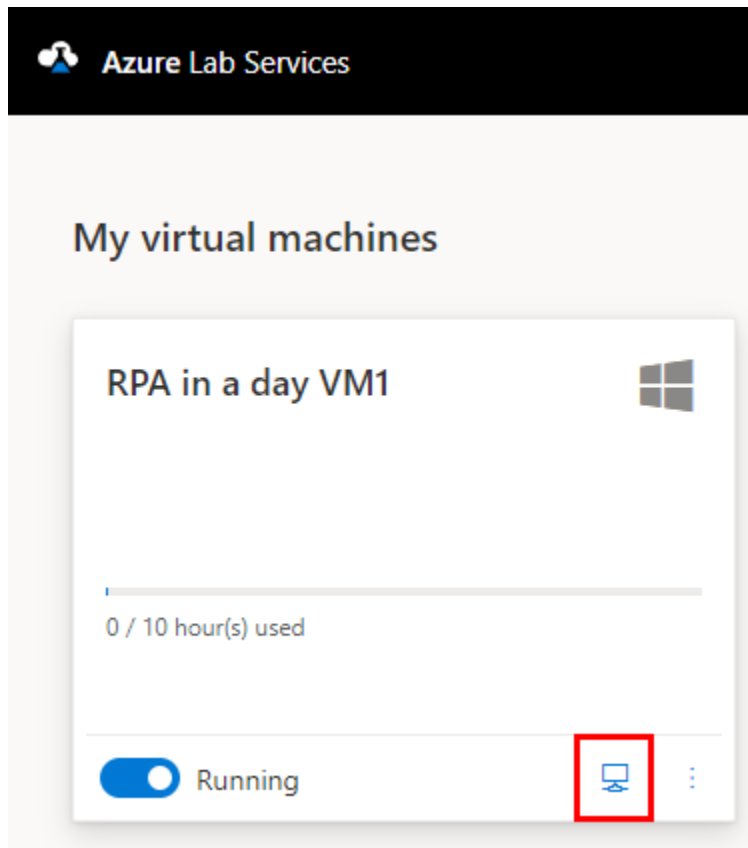 Azure Lab Services
My virtual machines
RPA in a day VM1
0 / 10 hour(s) used
Running